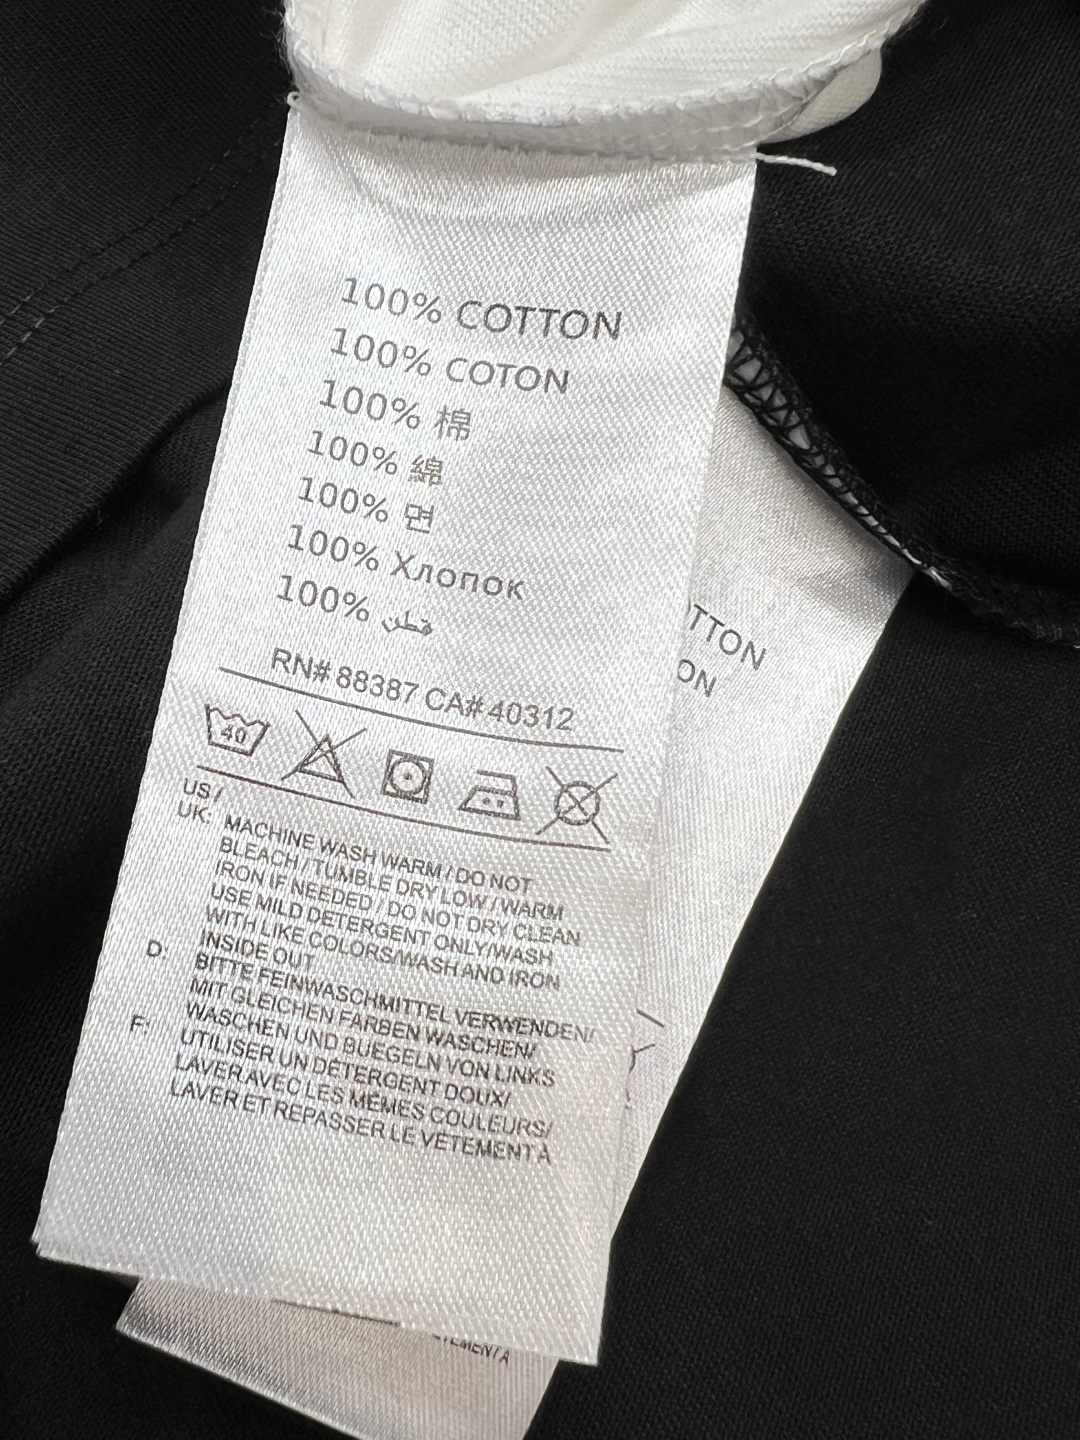 100% COTTON
100% COTON
100% 棉
100% 綿
100% 면
100% Хлопок
100% قطن
RN# 88387 CA# 40312
40
US /
UK: MACHINE WASH WARM / DO NOT
BLEACH / TUMBLE DRY LOW / WARM
IRON IF NEEDED / DO NOT DRY CLEAN
USE MILD DETERGENT ONLY/WASH
WITH LIKE COLORS/WASH AND IRON
INSIDE OUT
D: BITTE FEINWASCHMITTEL VERWENDEN/
MIT GLEICHEN FARBEN WASCHEN/
WASCHEN UND BUEGELN VON LINKS
F: UTILISER UN DÉTERGENT DOUX/
LAVER AVEC LES MÊMES COULEURS/
LAVER ET REPASSER LE VÊTEMENT À
TTON
ON